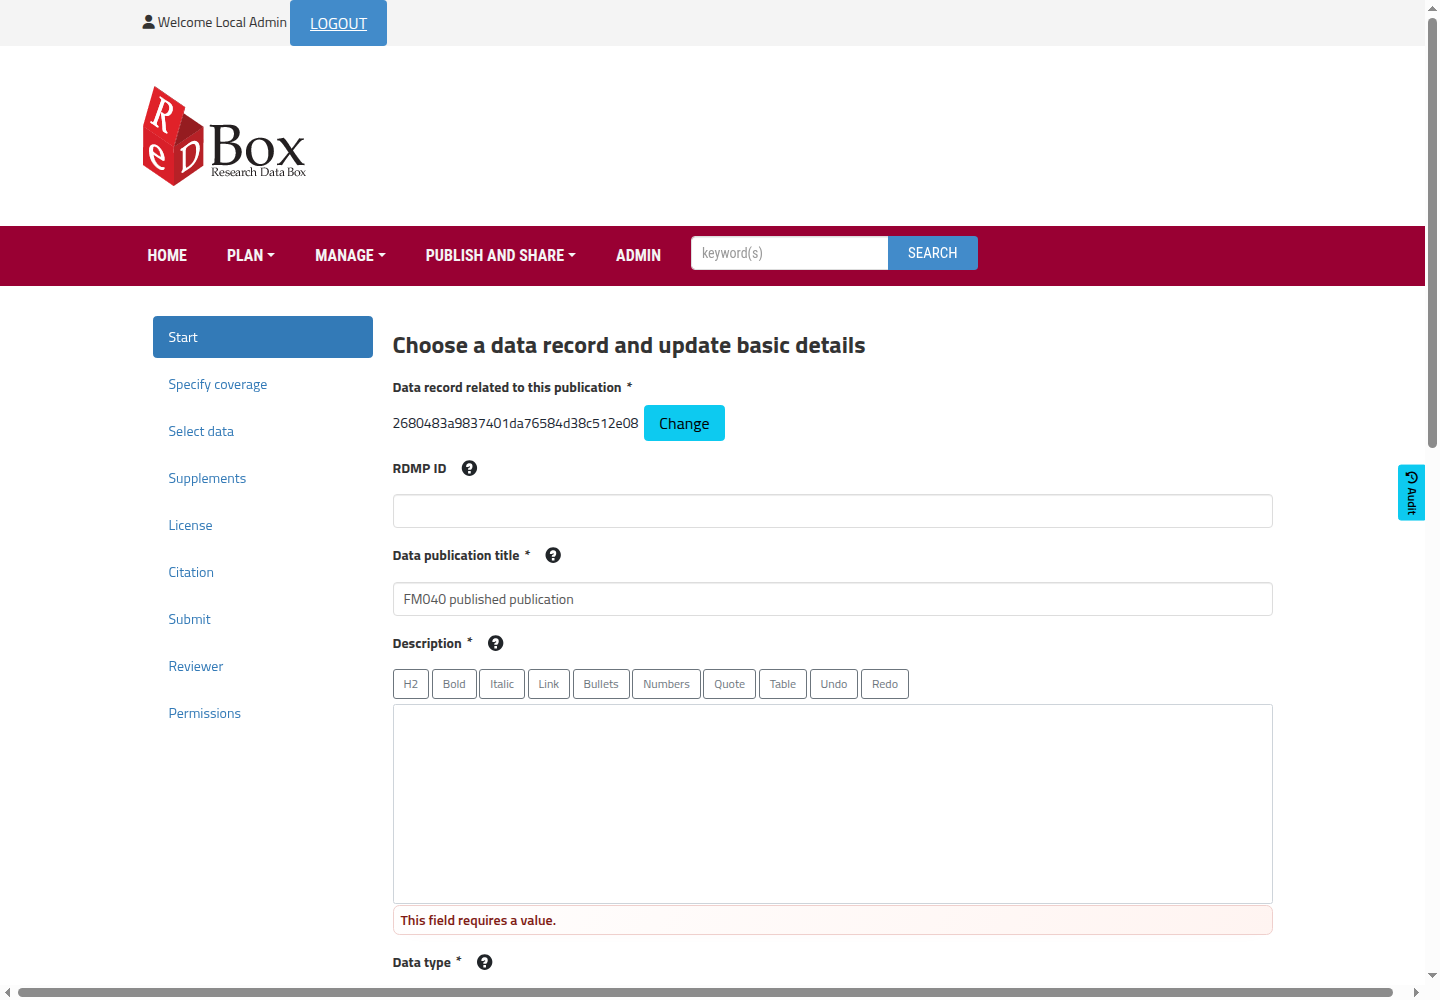 Welcome Local Admin LOGOUT
ReD Box
Research Data Box
HOME PLAN MANAGE PUBLISH AND SHARE ADMIN keyword(s) SEARCH
Start
Specify coverage
Select data
Supplements
License
Citation
Submit
Reviewer
Permissions
Choose a data record and update basic details
Data record related to this publication *
2680483a9837401da76584d38c512e08 Change
RDMP ID ?
Data publication title * ?
FM040 published publication
Description * ?
H2 Bold Italic Link Bullets Numbers Quote Table Undo Redo
This field requires a value.
Data type * ?
Audit